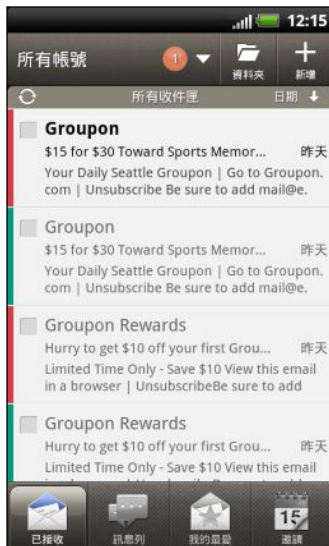 12:15
所有帳號
1
資料夾
新增
所有收件匣
日期
Groupon
$15 for $30 Toward Sports Memor... 昨天
Your Daily Seattle Groupon | Go to Groupon.
com | Unsubscribe Be sure to add mail@e.
Groupon
$15 for $30 Toward Sports Memor... 昨天
Your Daily Seattle Groupon | Go to Groupon.
com | Unsubscribe Be sure to add mail@e.
Groupon Rewards
Hurry to get $10 off your first Grou... 昨天
Limited Time Only - Save $10 View this email
in a browser | UnsubscribeBe sure to add
Groupon Rewards
Hurry to get $10 off your first Grou... 昨天
Limited Time Only - Save $10 View this email
15
已接收
訊息列
我的最愛
邀請